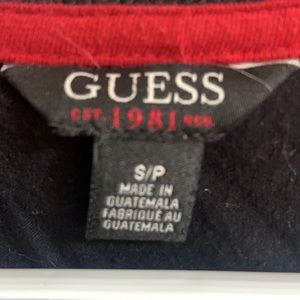 GUESS
EST. 1981 REG.
S/P
MADE IN
GUATEMALA
FABRIQUÉ AU
GUATEMALA